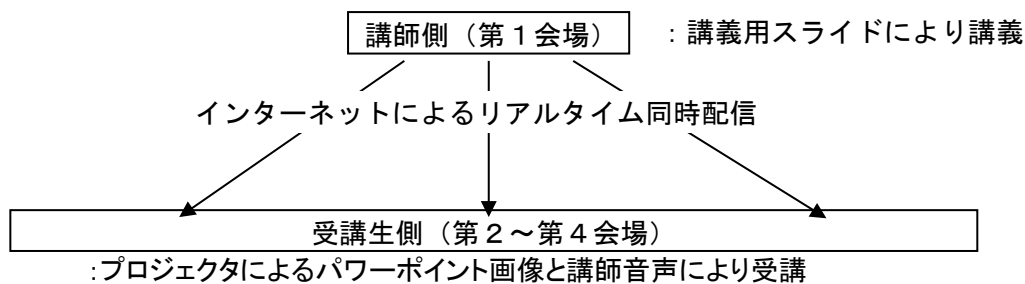 講師側（第１会場）　：講義用スライドにより講義
インターネットによるリアルタイム同時配信
受講生側（第２～第４会場）
：プロジェクタによるパワーポイント画像と講師音声により受講